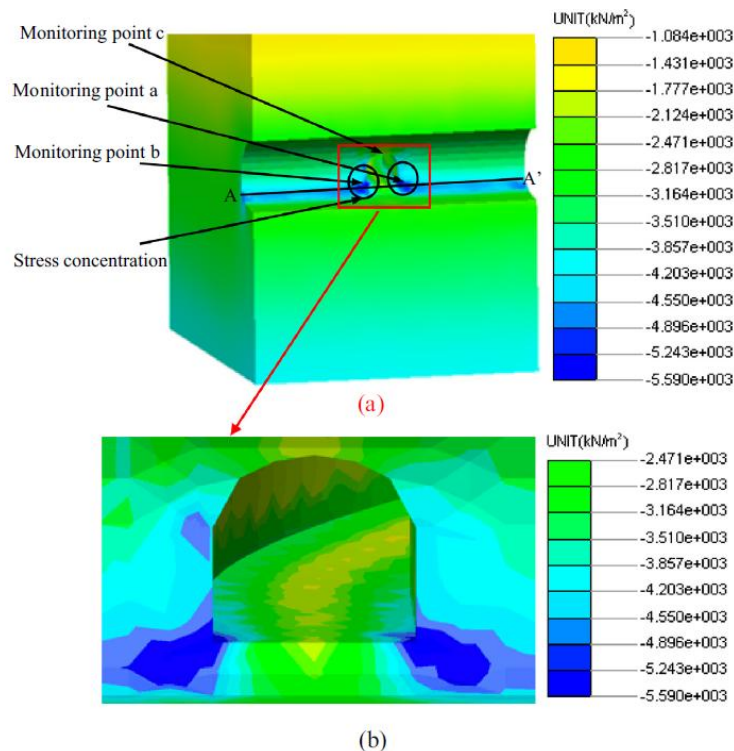 Monitoring point c
Monitoring point a
Monitoring point b
Stress concentration
A
A’
(a)
UNIT(kN/m²)
-1.084e+003
-1.431e+003
-1.777e+003
-2.124e+003
-2.471e+003
-2.817e+003
-3.164e+003
-3.510e+003
-3.857e+003
-4.203e+003
-4.550e+003
-4.896e+003
-5.243e+003
-5.590e+003
UNIT(kN/m²)
-2.471e+003
-2.817e+003
-3.164e+003
-3.510e+003
-3.857e+003
-4.203e+003
-4.550e+003
-4.896e+003
-5.243e+003
-5.590e+003
(b)